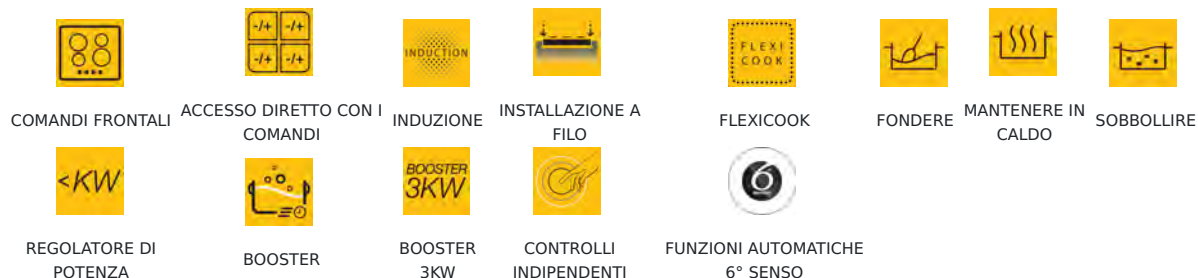 -/+ -/+
-/+ -/+
INDUCTION
FLEXI
COOK
COMANDI FRONTALI
ACCESSO DIRETTO CON I
COMANDI
INDUZIONE
INSTALLAZIONE A
FILO
FLEXICOOK
FONDERE
MANTENERE IN
CALDO
SOBBOLLIRE
<KW
BOOSTER
3KW
6
REGOLATORE DI
POTENZA
BOOSTER
BOOSTER
3KW
CONTROLLI
INDIPENDENTI
FUNZIONI AUTOMATICHE
6° SENSO